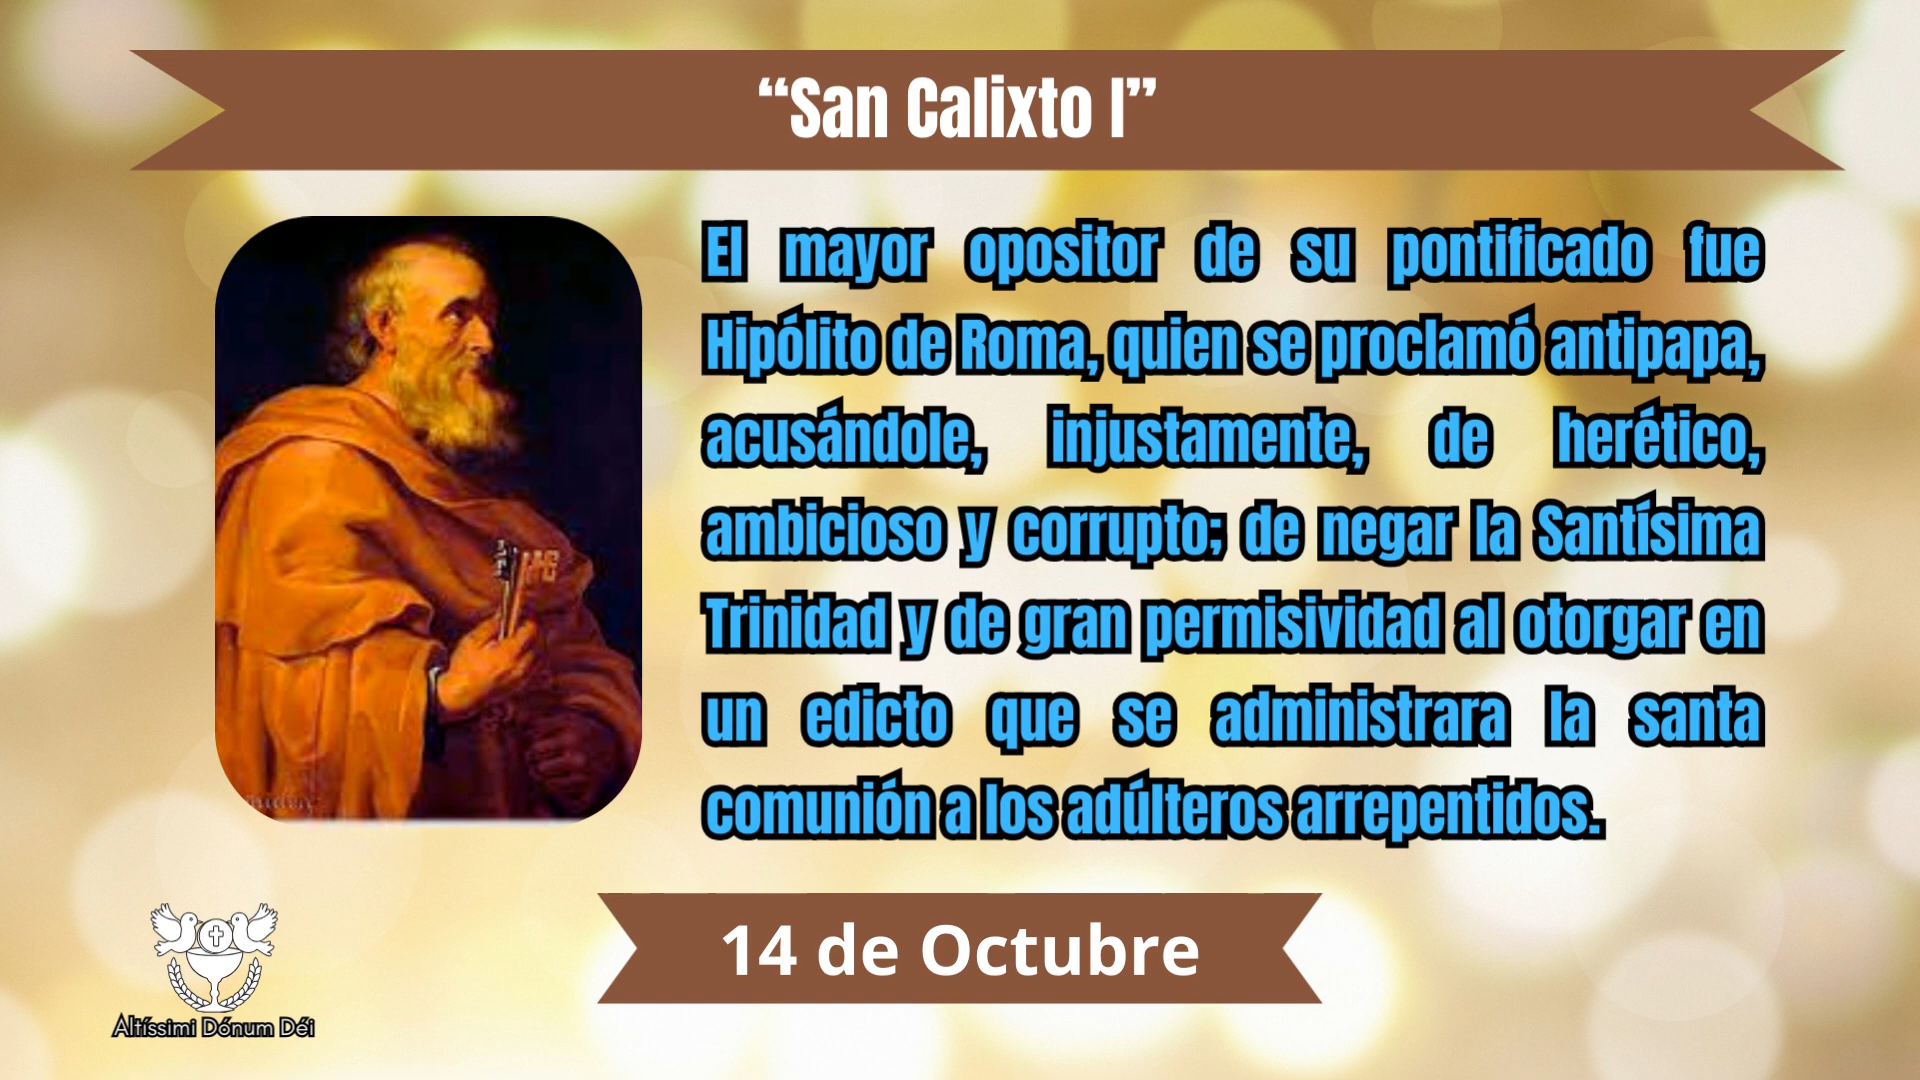 “San Calixto I”
El mayor opositor de su pontificado fue
Hipólito de Roma, quien se proclamó antipapa,
acusándole, injustamente, de herético,
ambicioso y corrupto; de negar la Santísima
Trinidad y de gran permisividad al otorgar en
un edicto que se administrara la santa
comunión a los adúlteros arrepentidos.
14 de Octubre
Altíssimi Dónum Déi